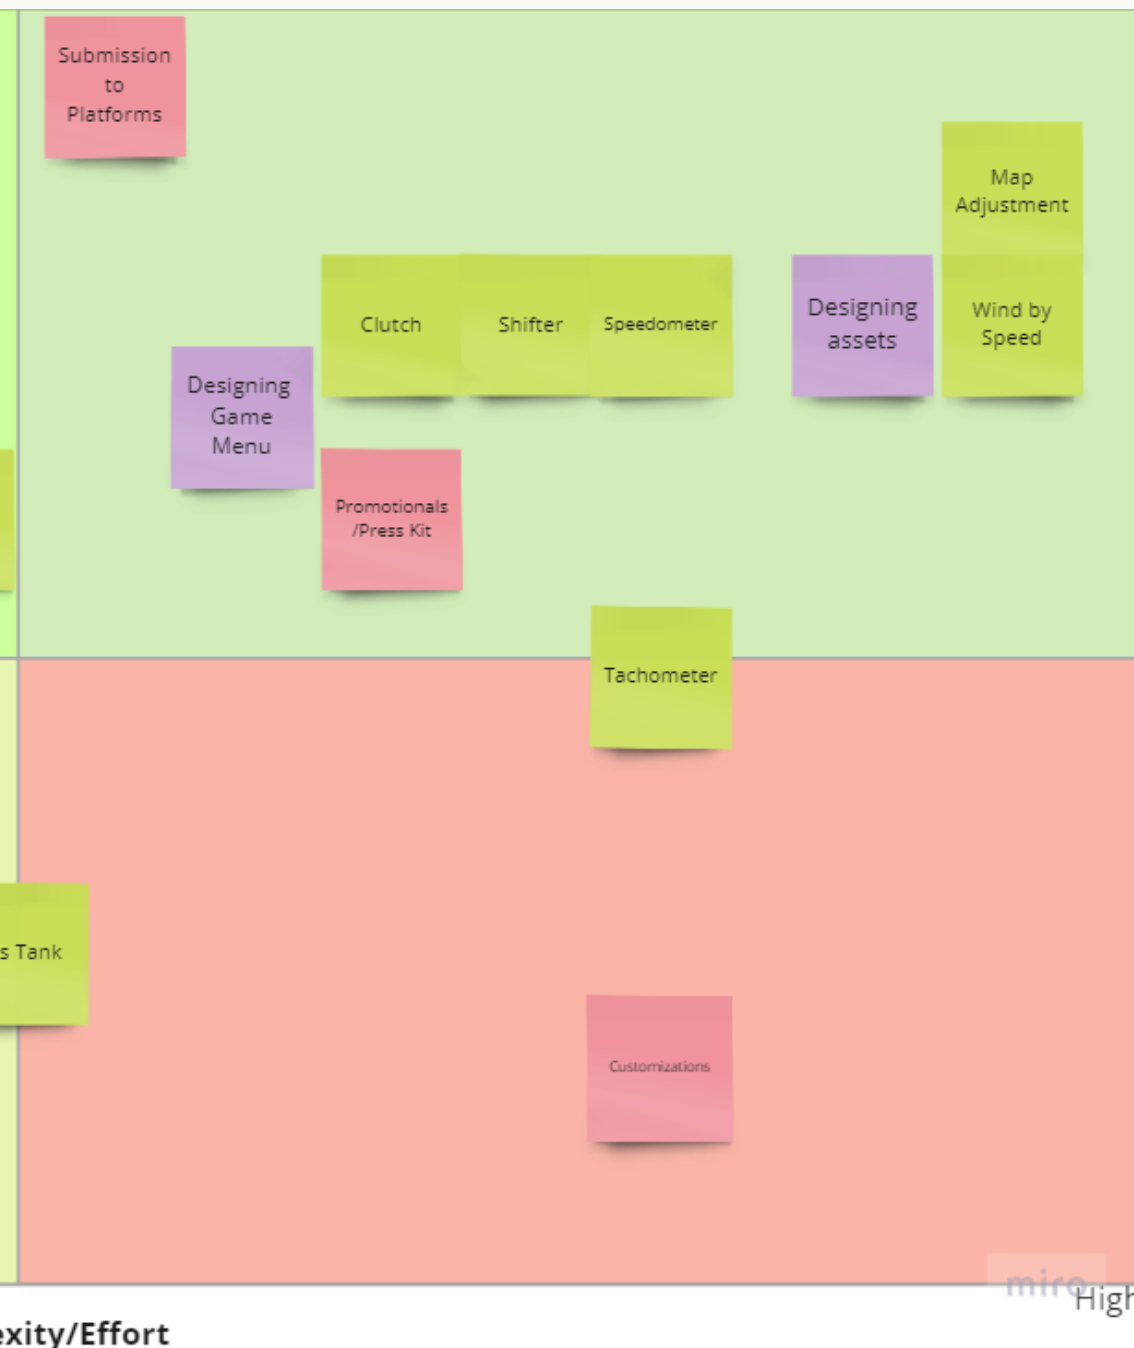 Submission
to
Platforms
Map
Adjustment
Clutch
Shifter
Speedometer
Designing
assets
Wind by
Speed
Designing
Game
Menu
Promotionals
/Press Kit
Tachometer
s Tank
Customizations
miro
High
exity/Effort